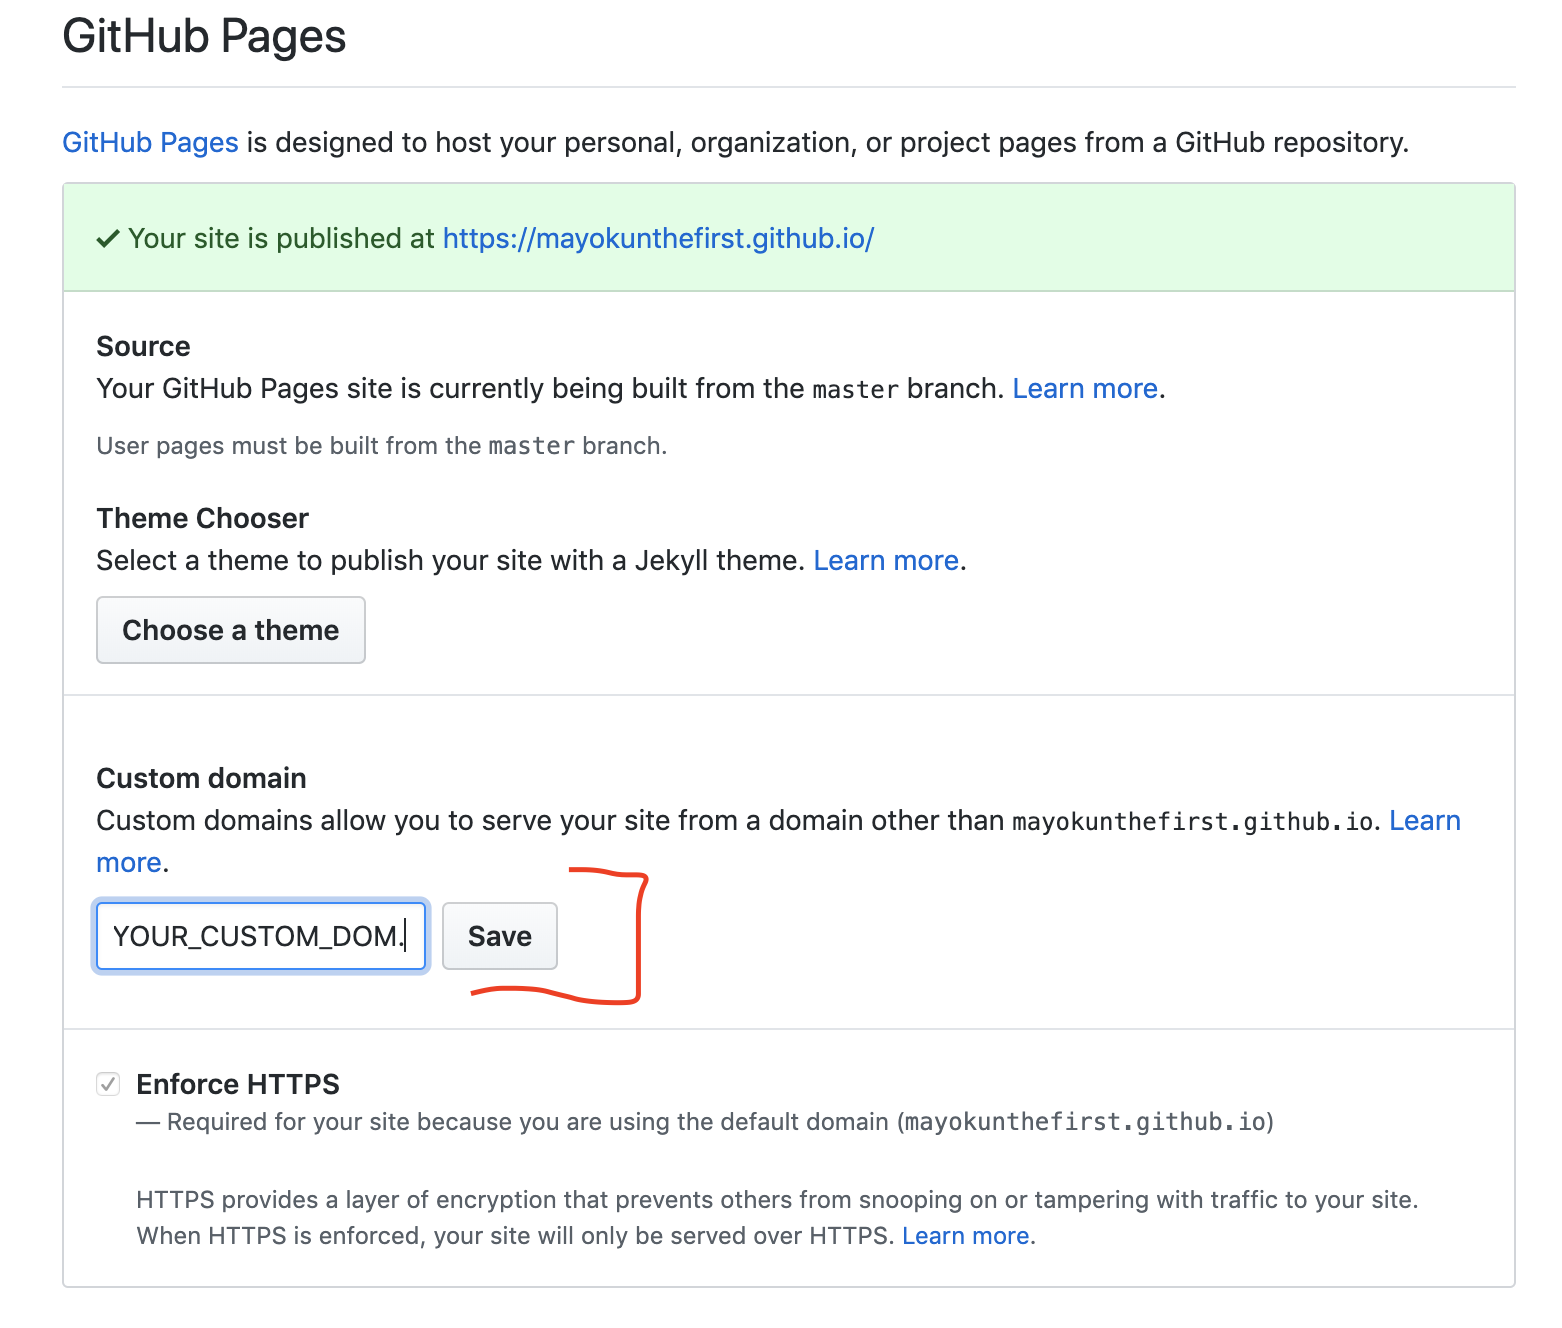 GitHub Pages
GitHub Pages is designed to host your personal, organization, or project pages from a GitHub repository.
Your site is published at https://mayokunthefirst.github.io/
Source
Your GitHub Pages site is currently being built from the master branch. Learn more.
User pages must be built from the master branch.
Theme Chooser
Select a theme to publish your site with a Jekyll theme. Learn more.
Choose a theme
Custom domain
Custom domains allow you to serve your site from a domain other than mayokunthefirst.github.io. Learn
more.
YOUR_CUSTOM_DOM. Save
Enforce HTTPS
— Required for your site because you are using the default domain (mayokunthefirst.github.io)
HTTPS provides a layer of encryption that prevents others from snooping on or tampering with traffic to your site.
When HTTPS is enforced, your site will only be served over HTTPS. Learn more.